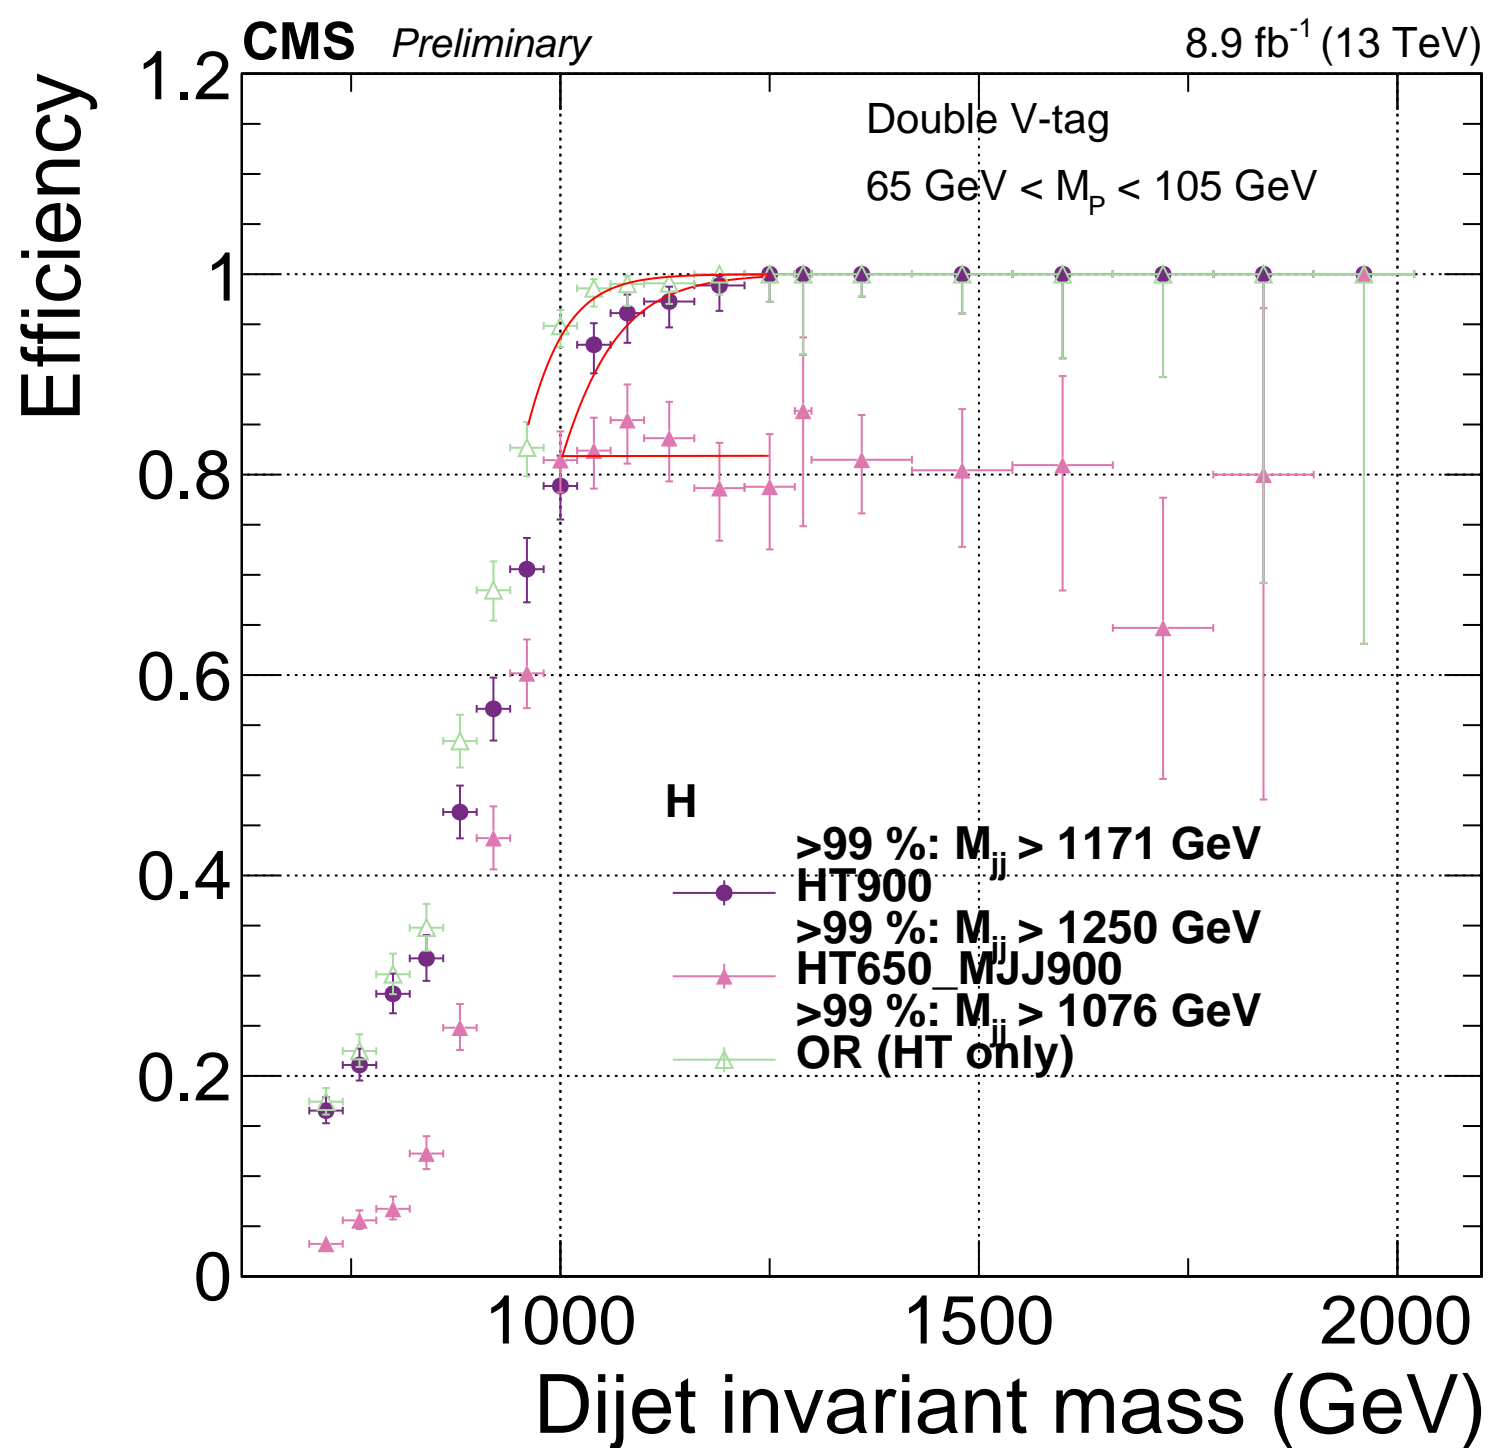 CMS Preliminary 8.9 fb-1 (13 TeV)
Efficiency
1.2
1
0.8
0.6
0.4
0.2
0
Double V-tag
65 GeV < MP < 105 GeV
H
>99 %: Mjj > 1171 GeV
HT900
>99 %: Mjj > 1250 GeV
HT650_MJJ900
>99 %: Mjj > 1076 GeV
OR (HT only)
1000 1500 2000
Dijet invariant mass (GeV)